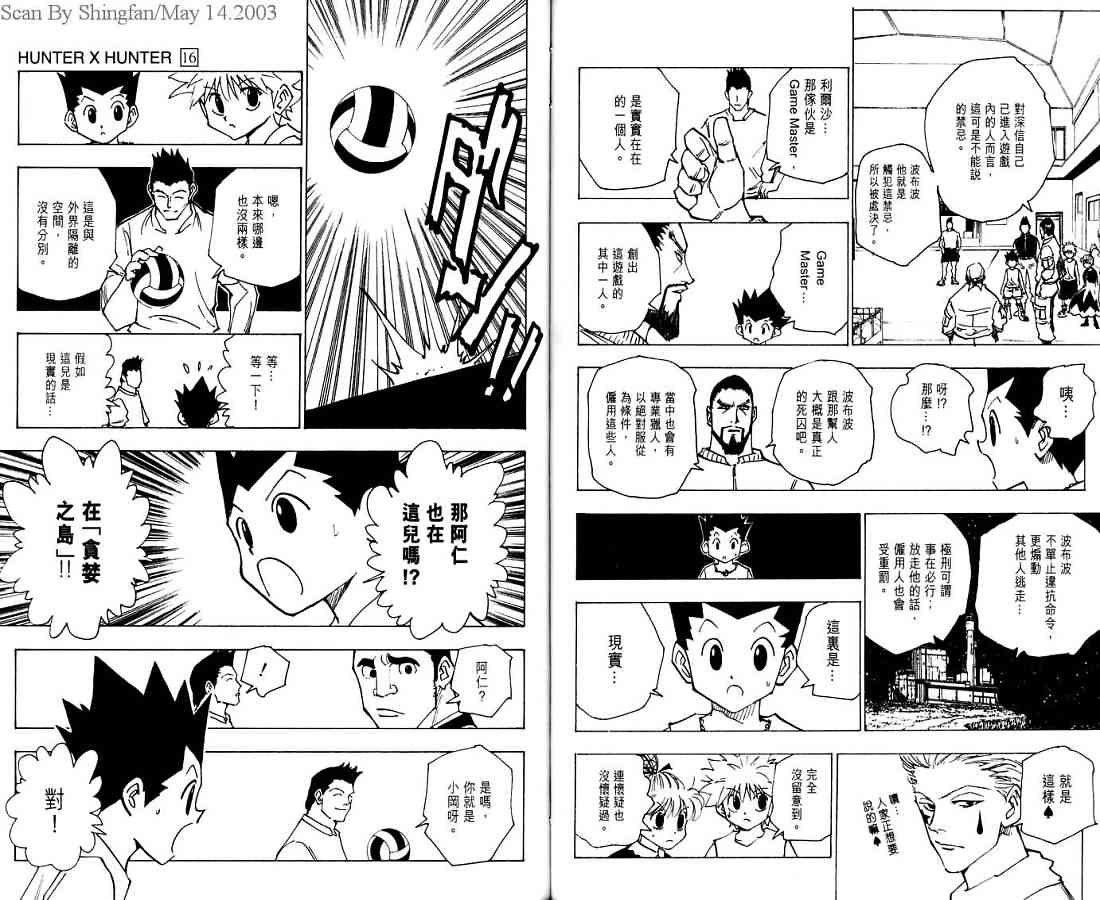 Scan By Shingfan/May 14.2003
HUNTER X HUNTER 16
對深信自己
已進入遊戲
內的人而言，
這可是不能說
的禁忌。
波布波
他就是
觸犯這禁忌，
所以被處決了。
利爾沙…
那傢伙是
Game Master，
是實實在在
的一個人。
Game
Master…
創出
這遊戲的
其中一人。
咦…
呀!?
那麼…!?
波布波
跟那幫人
大概是真正
的死囚吧。
當中也會有
專業獵人，
以絕對服從
為條件，
僱用這些人。
波布波
不單止違抗命令，
更煽動
其他人逃走…
極刑可謂
事在必行；
放走他的話
僱用人也會
受重罰。
這裏是…
現實…
就是
這樣♠
讓…
人家正想要
說的嘛♠
完全
沒留意到。
連懷疑也
沒懷疑過。
嗯，
本來哪邊
也沒兩樣。
這是與
外界隔離的
空間，
沒有分別。
等…
等一下！
假如
這兒是
現實的話…
那阿仁
也在
這兒嗎!?
在「貪婪
之島」!!
阿仁？
！
是嗎，
你就是
小岡呀。
對！